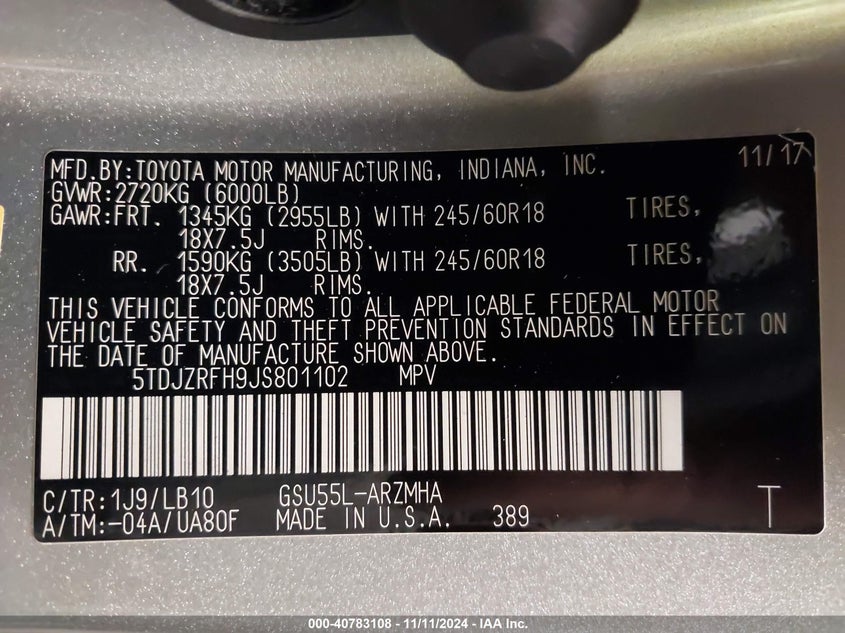 MFD.BY:TOYOTA MOTOR MANUFACTURING, INDIANA, INC. 11/17
GVWR:2720KG (6000LB)
GAWR:FRT. 1345KG (2955LB) WITH 245/60R18 TIRES,
18X7.5J RIMS.
RR. 1590KG (3505LB) WITH 245/60R18 TIRES,
18X7.5J RIMS.
THIS VEHICLE CONFORMS TO ALL APPLICABLE FEDERAL MOTOR
VEHICLE SAFETY AND THEFT PREVENTION STANDARDS IN EFFECT ON
THE DATE OF MANUFACTURE SHOWN ABOVE.
5TDJZRFH9JS801102 MPV
C/TR:1J9/LB10 GSU55L-ARZMHA
A/TM:-04A/UA80F MADE IN U.S.A. 389 T
000-40783108 - 11/11/2024 - IAA Inc.